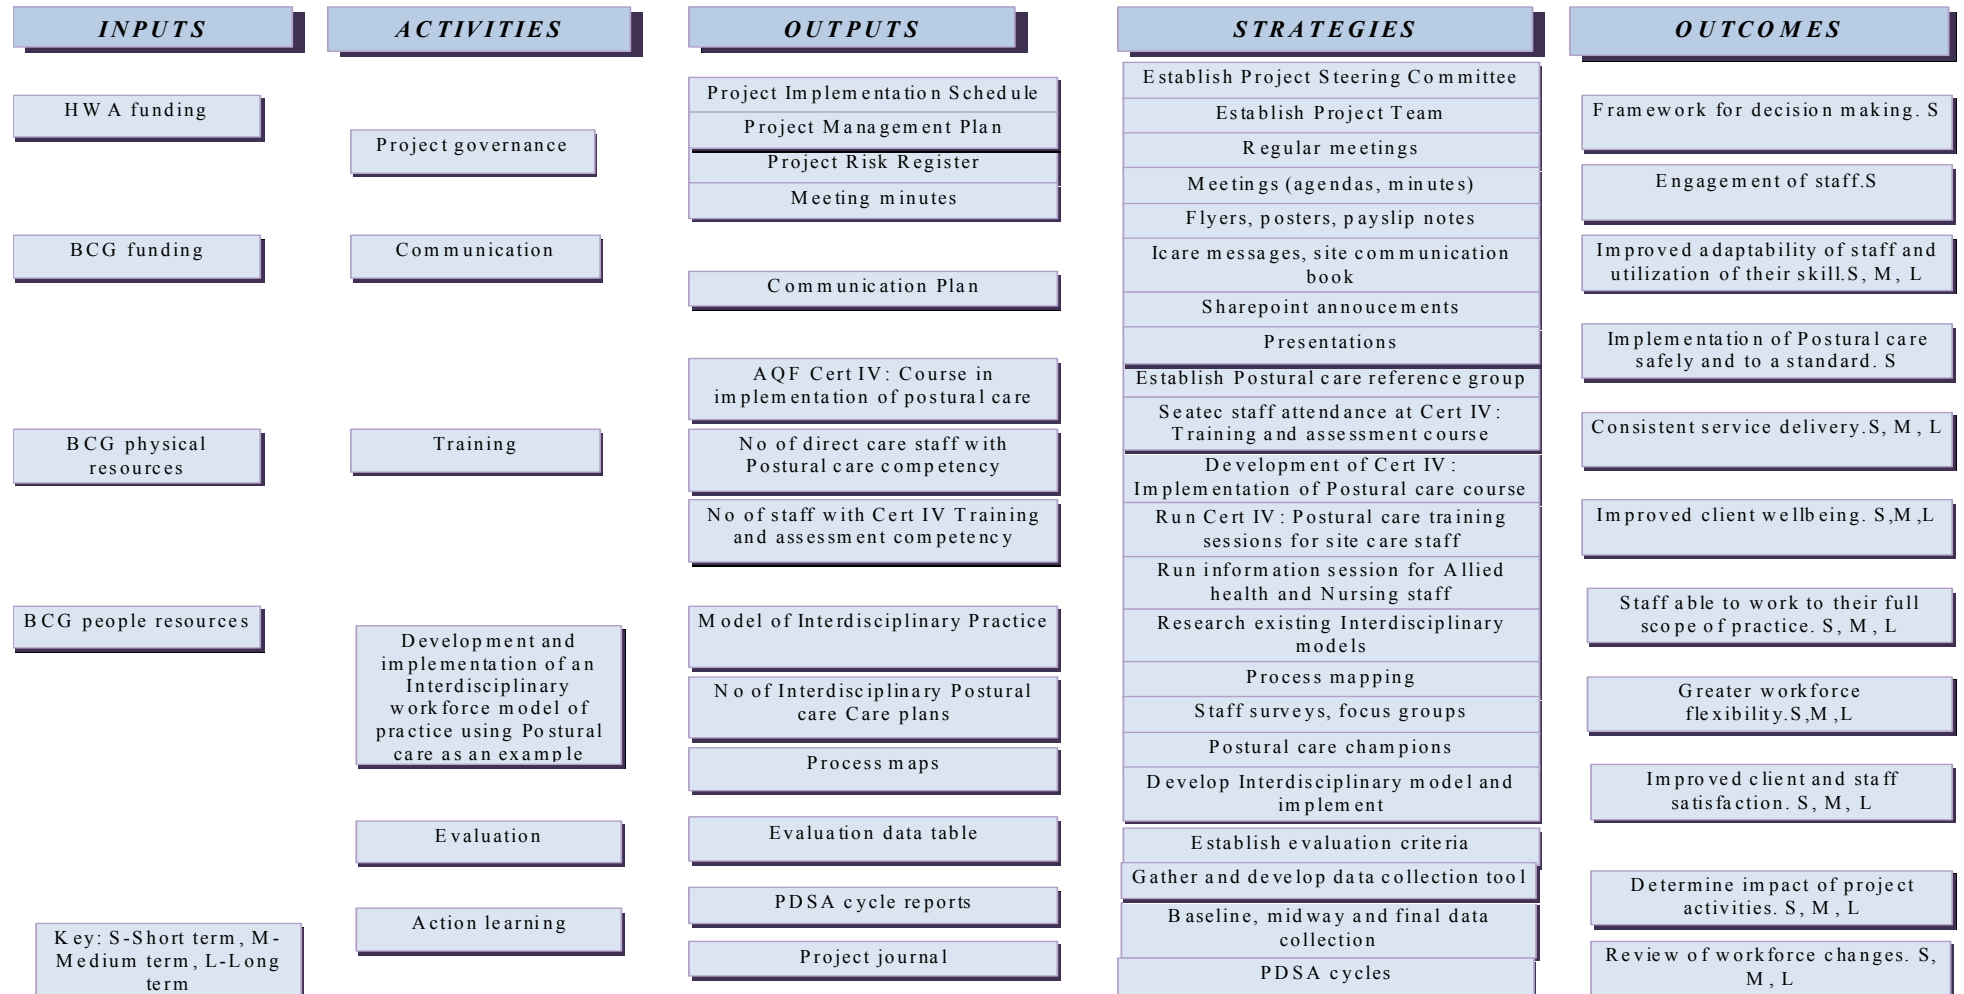 INPUTS
HWA funding
BCG funding
BCG physical
resources
BCG people resources
Key: S-Short term, M-
Medium term, L-Long
term
ACTIVITIES
Project governance
Communication
Training
Development and
implementation of an
Interdisciplinary
workforce model of
practice using Postural
care as an example
Evaluation
Action learning
OUTPUTS
Project Implementation Schedule
Project Management Plan
Project Risk Register
Meeting minutes
Communication Plan
AQF Cert IV: Course in
implementation of postural care
No of direct care staff with
Postural care competency
No of staff with Cert IV Training
and assessment competency
Model of Interdisciplinary Practice
No of Interdisciplinary Postural
care Care plans
Process maps
Evaluation data table
PDSA cycle reports
Project journal
STRATEGIES
Establish Project Steering Committee
Establish Project Team
Regular meetings
Meetings (agendas, minutes)
Flyers, posters, payslip notes
Icare messages, site communication
book
Sharepoint annoucements
Presentations
Establish Postural care reference group
Seatec staff attendance at Cert IV:
Training and assessment course
Development of Cert IV:
Implementation of Postural care course
Run Cert IV: Postural care training
sessions for site care staff
Run information session for Allied
health and Nursing staff
Research existing Interdisciplinary
models
Process mapping
Staff surveys, focus groups
Postural care champions
Develop Interdisciplinary model and
implement
Establish evaluation criteria
Gather and develop data collection tool
Baseline, midway and final data
collection
PDSA cycles
OUTCOMES
Framework for decision making. S
Engagement of staff.S
Improved adaptability of staff and
utilization of their skill.S, M, L
Implementation of Postural care
safely and to a standard. S
Consistent service delivery.S, M, L
Improved client wellbeing. S,M,L
Staff able to work to their full
scope of practice. S, M, L
Greater workforce
flexibility.S,M,L
Improved client and staff
satisfaction. S, M, L
Determine impact of project
activities. S, M, L
Review of workforce changes. S,
M, L